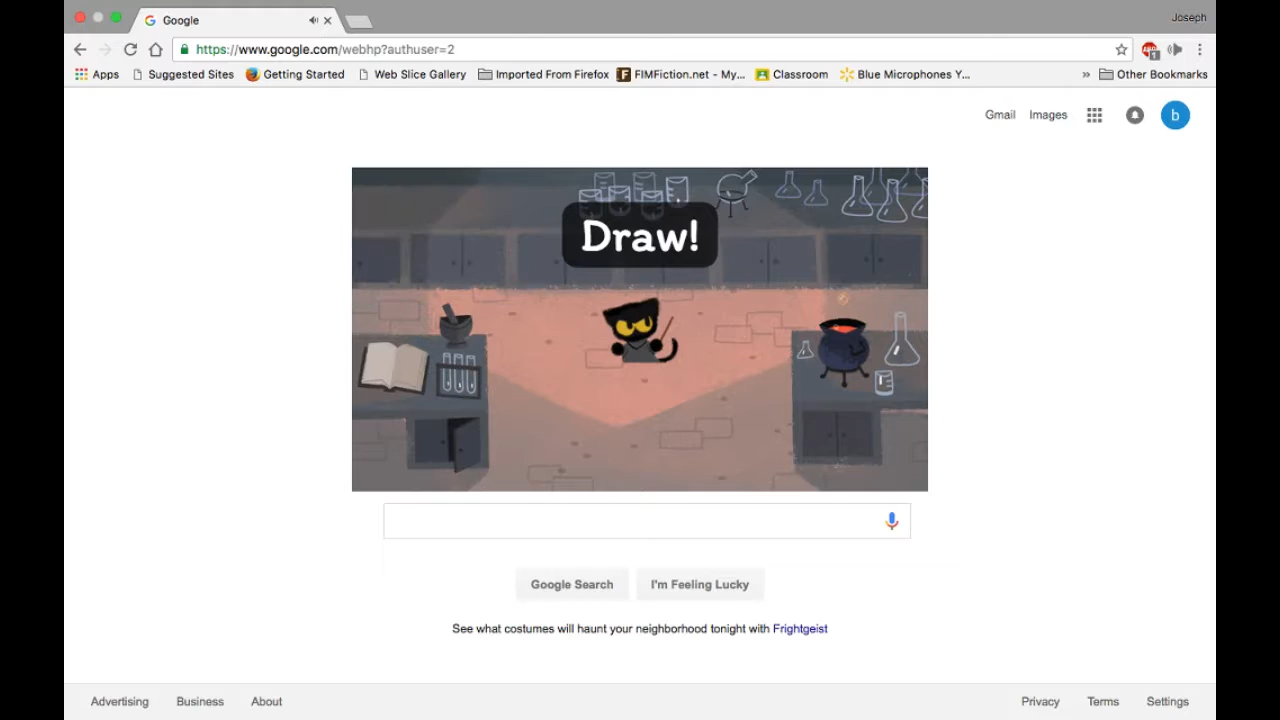 Google
Joseph
https://www.google.com/webhp?authuser=2
1
Apps Suggested Sites Getting Started Web Slice Gallery Imported From Firefox F FIMFiction.net - My... Classroom Blue Microphones Y... » Other Bookmarks
Gmail Images b
Draw!
Google Search I'm Feeling Lucky
See what costumes will haunt your neighborhood tonight with Frightgeist
Advertising Business About Privacy Terms Settings